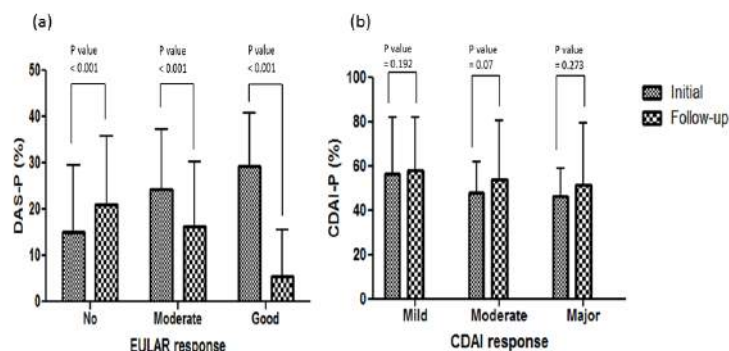 (a)
P value
< 0.001
P value
< 0.001
P value
< 0.001
50
40
30
20
10
0
DAS-P (%)
No
Moderate
Good
EULAR response
(b)
P value
= 0.192
P value
= 0.07
P value
= 0.273
100
80
60
40
20
0
CDAI-P (%)
Mild
Moderate
Major
CDAI response
Initial
Follow-up